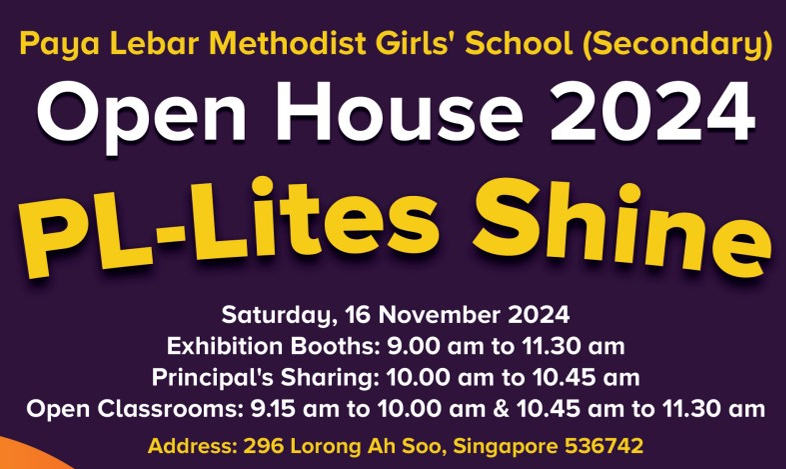 Paya Lebar Methodist Girls' School (Secondary)
Open House 2024
PL-Lites Shine
Saturday, 16 November 2024
Exhibition Booths: 9.00 am to 11.30 am
Principal's Sharing: 10.00 am to 10.45 am
Open Classrooms: 9.15 am to 10.00 am & 10.45 am to 11.30 am
Address: 296 Lorong Ah Soo, Singapore 536742